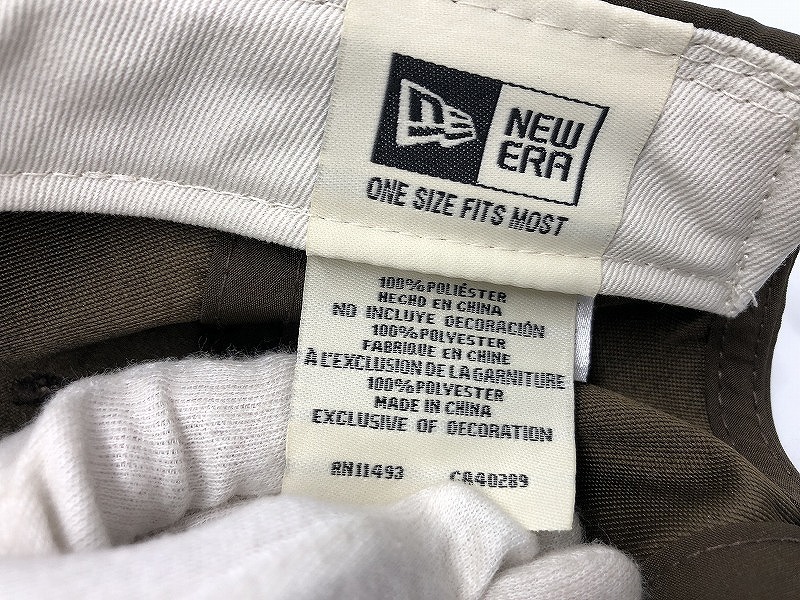 NEW
ERA
ONE SIZE FITS MOST
100% POLIÉSTER
HECHO EN CHINA
NO INCLUYE DECORACIÓN
100% POLYESTER
FABRIQUE EN CHINE
À L'EXCLUSION DE LA GARNITURE
100% POLYESTER
MADE IN CHINA
EXCLUSIVE OF DECORATION
RN11493 CA40289